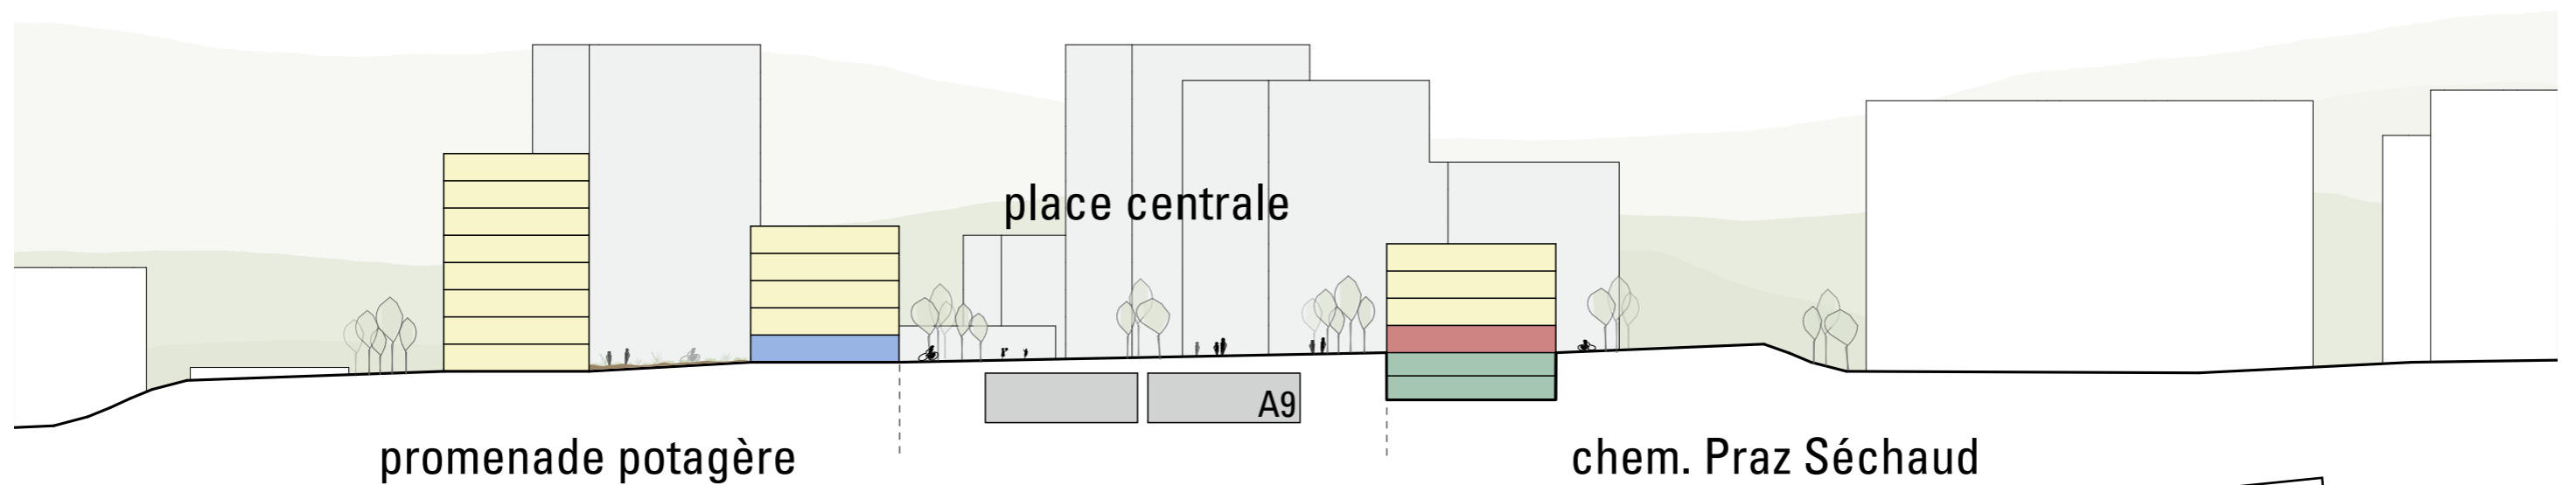 place centrale
A9
promenade potagère
chem. Praz Séchaud